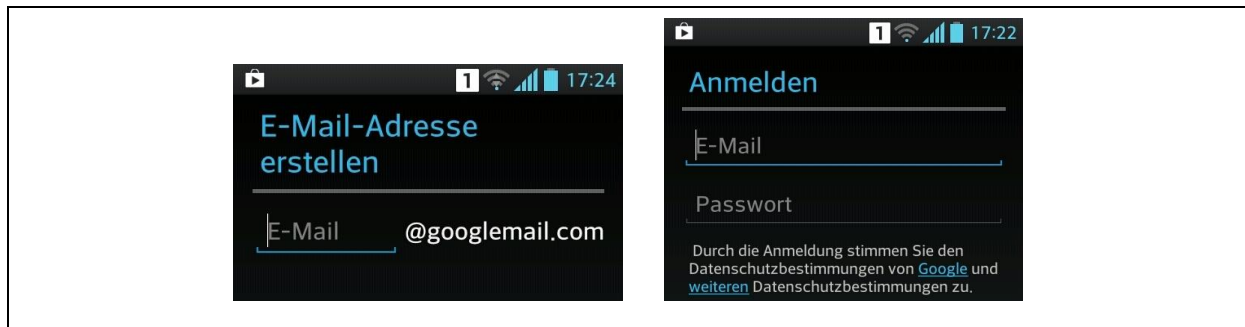 1 17:24
E-Mail-Adresse
erstellen
E-Mail @googlemail.com
1 17:22
Anmelden
E-Mail
Passwort
Durch die Anmeldung stimmen Sie den
Datenschutzbestimmungen von Google und
weiteren Datenschutzbestimmungen zu.